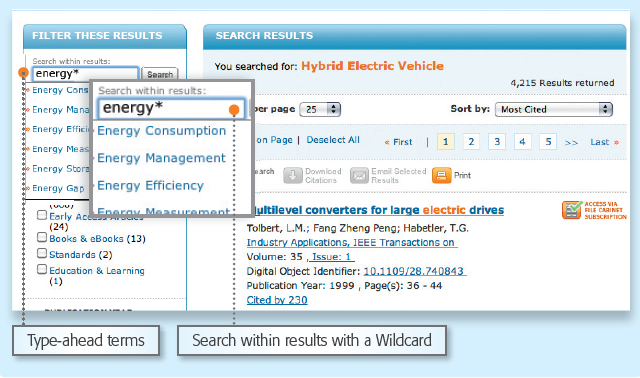 FILTER THESE RESULTS
Search within results:
energy*
Search
Energy Cons
Energy Mana
Energy Effici
Energy Meas
Energy Stora
Energy Gap
Search within results:
energy*
Energy Consumption
Energy Management
Energy Efficiency
Energy Measurement
Early Access Articles
(24)
Books & eBooks (13)
Standards (2)
Education & Learning
(1)
SEARCH RESULTS
You searched for: Hybrid Electric Vehicle
4,215 Results returned
per page 25
Sort by: Most Cited
on Page | Deselect All
« First | 1 2 3 4 5 >> Last »
earch
Download
Citations
Email Selected
Results
Print
Multilevel converters for large electric drives
ACCESS VIA
FILE CABINET
SUBSCRIPTION
Tolbert, L.M.; Fang Zheng Peng; Habetler, T.G.
Industry Applications, IEEE Transactions on
Volume: 35 , Issue: 1
Digital Object Identifier: 10.1109/28.740843
Publication Year: 1999 , Page(s): 36 - 44
Cited by 230
Type-ahead terms
Search within results with a Wildcard